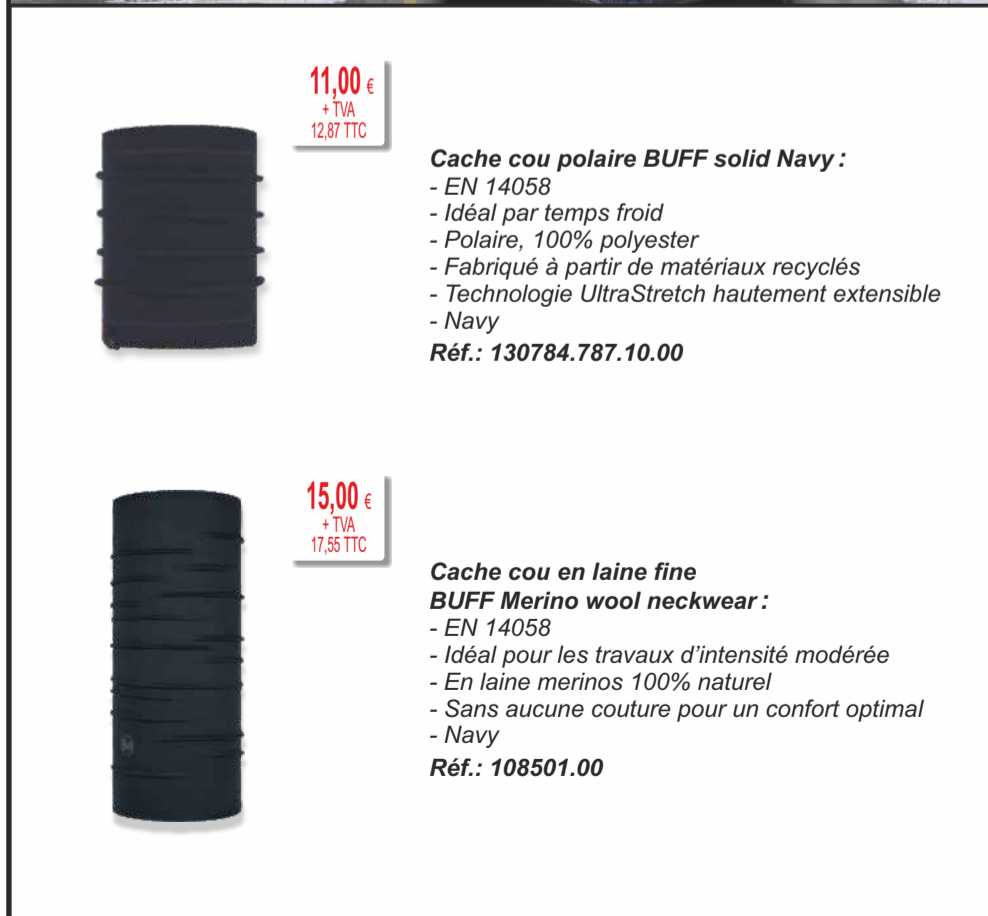 11,00 €
+ TVA
12,87 TTC
Cache cou polaire BUFF solid Navy :
- EN 14058
- Idéal par temps froid
- Polaire, 100% polyester
- Fabriqué à partir de matériaux recyclés
- Technologie UltraStretch hautement extensible
- Navy
Réf.: 130784.787.10.00
15,00 €
+ TVA
17,55 TTC
Cache cou en laine fine
BUFF Merino wool neckwear :
- EN 14058
- Idéal pour les travaux d’intensité modérée
- En laine merinos 100% naturel
- Sans aucune couture pour un confort optimal
- Navy
Réf.: 108501.00